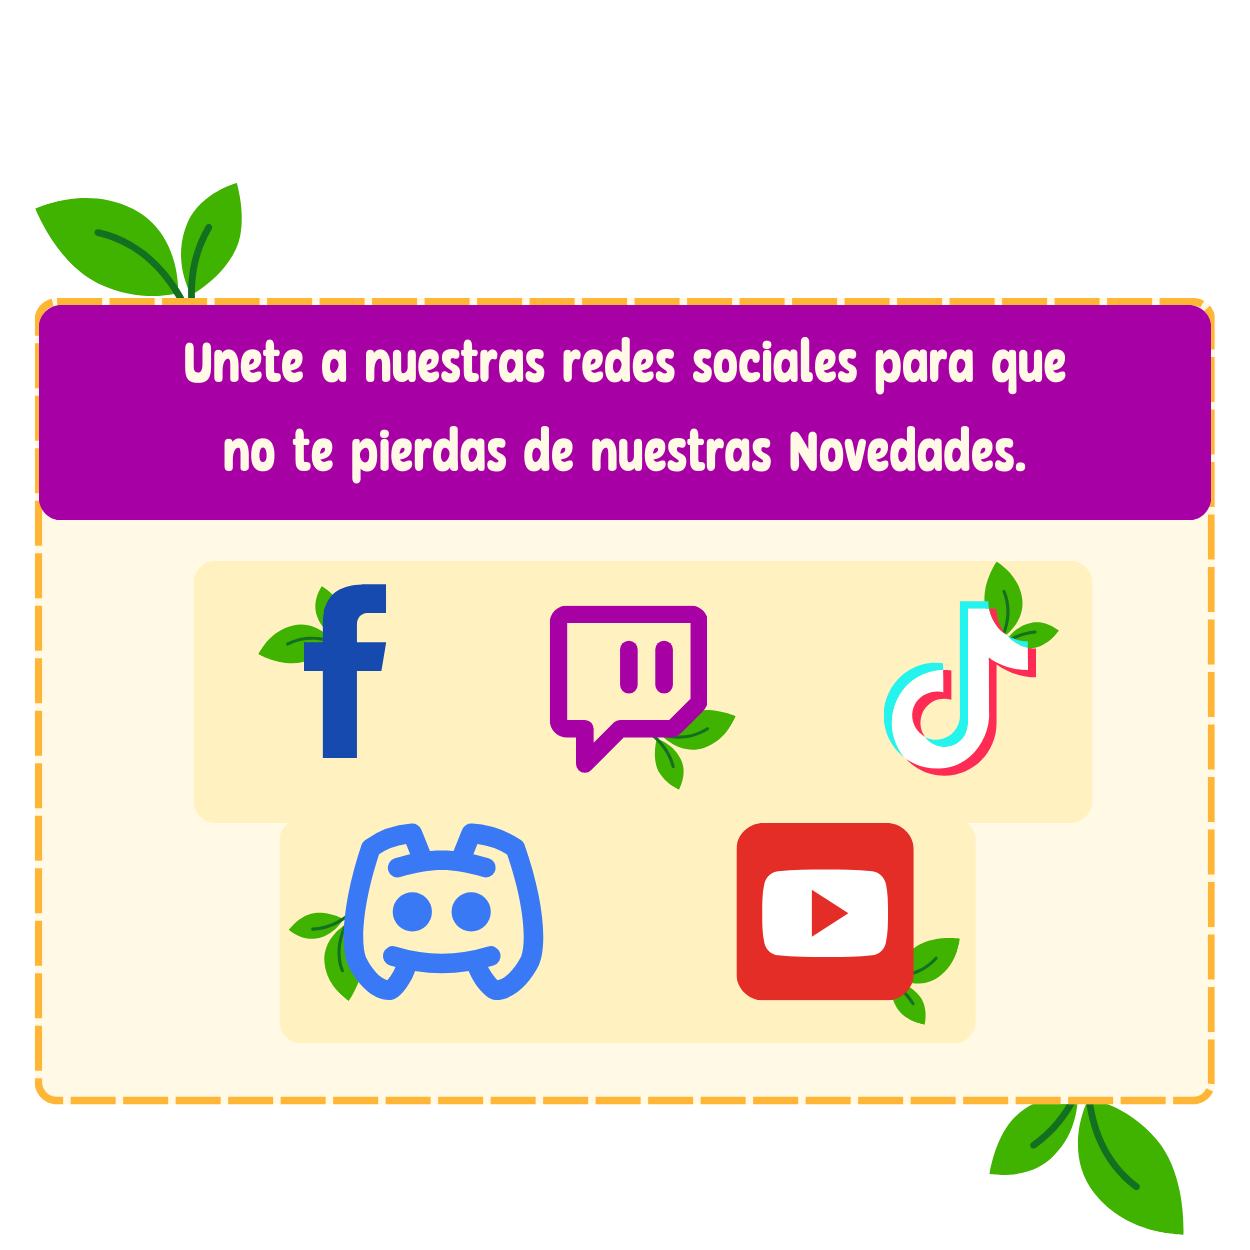 Unete a nuestras redes sociales para que
no te pierdas de nuestras Novedades.